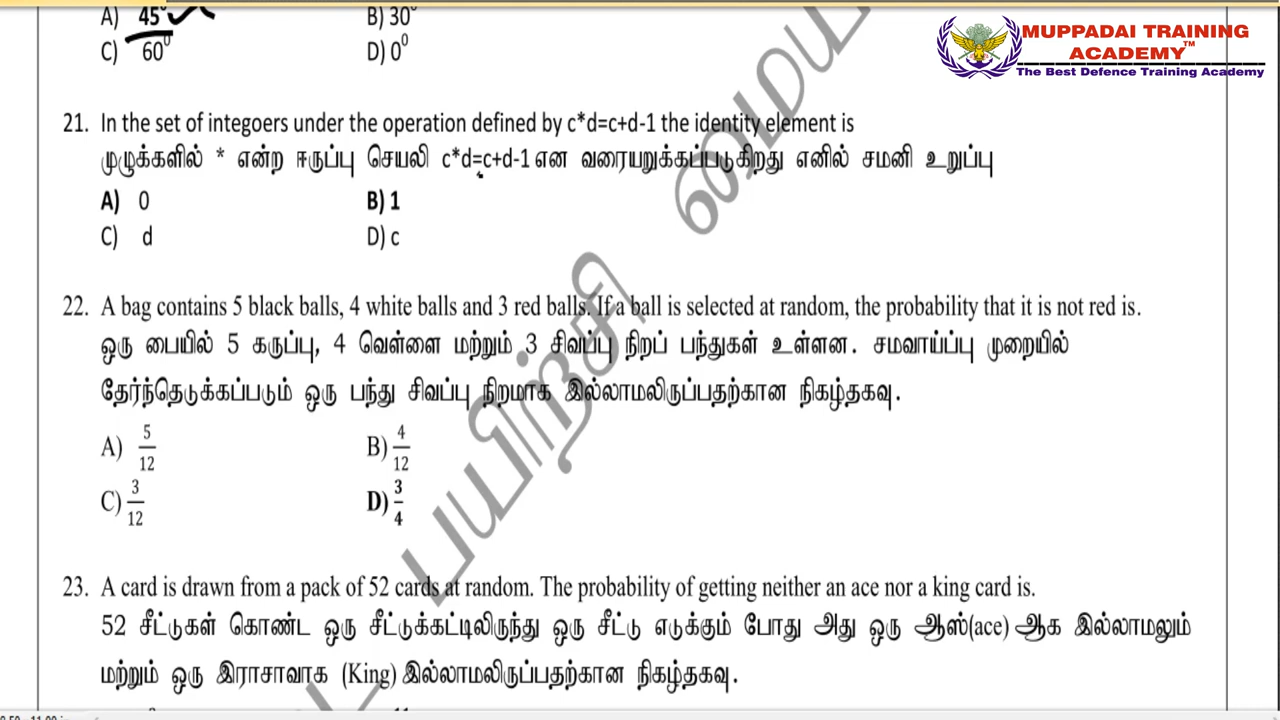 A) 45⁰ B) 30⁰
C) 60⁰ D) 0⁰
MUPPADAI TRAINING
ACADEMY™
The Best Defence Training Academy
21. In the set of integoers under the operation defined by c*d=c+d-1 the identity element is
முழுக்களில் * என்ற ஈருப்பு செயலி c*d=c+d-1 என வரையறுக்கப்படுகிறது எனில் சமனி உறுப்பு
A) 0 B) 1
C) d D) c
22. A bag contains 5 black balls, 4 white balls and 3 red balls. If a ball is selected at random, the probability that it is not red is.
ஒரு பையில் 5 கருப்பு, 4 வெள்ளை மற்றும் 3 சிவப்பு நிறப் பந்துகள் உள்ளன. சமவாய்ப்பு முறையில்
தேர்ந்தெடுக்கப்படும் ஒரு பந்து சிவப்பு நிறமாக இல்லாமலிருப்பதற்கான நிகழ்தகவு.
A) 5/12 B) 4/12
C) 3/12 D) 3/4
23. A card is drawn from a pack of 52 cards at random. The probability of getting neither an ace nor a king card is.
52 சீட்டுகள் கொண்ட ஒரு சீட்டுக்கட்டிலிருந்து ஒரு சீட்டு எடுக்கும் போது அது ஒரு ஆஸ்(ace) ஆக இல்லாமலும்
மற்றும் ஒரு இராசாவாக (King) இல்லாமலிருப்பதற்கான நிகழ்தகவு.
பயிற்சி மைய